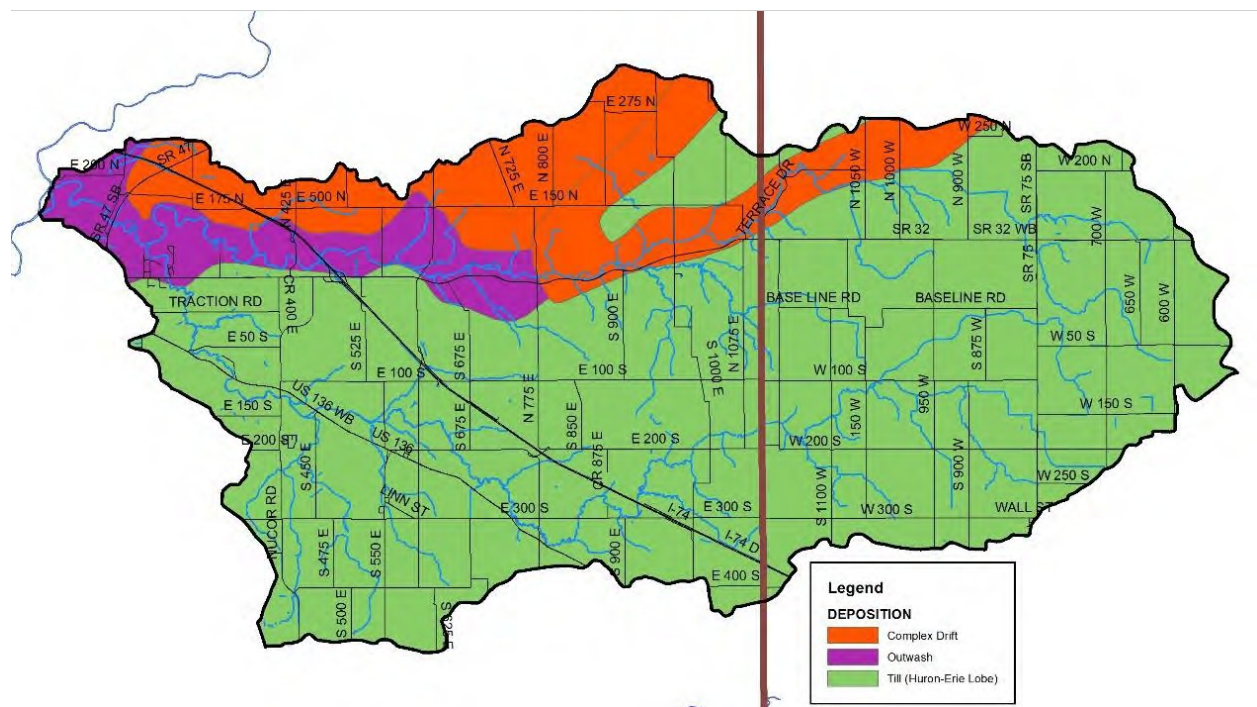 E 275 N
W 250 N
E 200 N
SR 47
N 725 E
N 800 E
N 1050 W
N 1000 W
N 900 W
SR 75 SB
W 200 N
E 175 N
N 425 E
E 500 N
E 150 N
TERRACE DR
SR 47 SB
SR 32
SR 32 WB
700 W
SR 75
TRACTION RD
CR 400 E
S 900 E
BASE LINE RD
BASELINE RD
650 W
600 W
E 50 S
S 525 E
S 675 E
S 1000 E
N 1075 E
S 875 W
W 50 S
E 100 S
E 100 S
W 100 S
E 150 S
US 136 WB
S 675 E
N 775 E
S 850 E
150 W
950 W
W 150 S
E 200 S
S 450 E
US 136
E 200 S
W 200 S
CR 875 E
S 900 W
W 250 S
NUCOR RD
LINN ST
E 300 S
E 300 S
I-74
S 1100 W
W 300 S
WALL ST
S 475 E
S 550 E
S 900 E
I-74 D
E 400 S
S 500 E
S 625 E
Legend
DEPOSITION
Complex Drift
Outwash
Till (Huron-Erie Lobe)